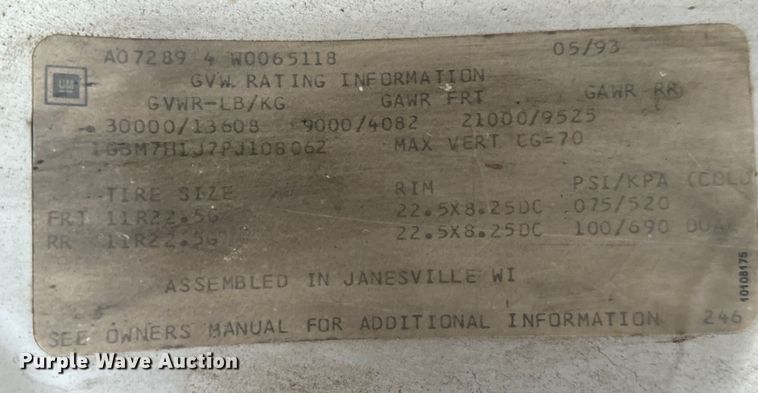 A07289 4 W0065118 05/93
GM
GVW RATING INFORMATION
GVWR-LB/KG GAWR FRT GAWR RR
30000/13608 9000/4082 21000/9525
1GBM7H1J7PJ108062 MAX VERT CG=70
TIRE SIZE RIM PSI/KPA (COLD
FRT 11R22.5G 22.5X8.25DC 075/520
RR 11R22.5G 22.5X8.25DC 100/690 DUAL
ASSEMBLED IN JANESVILLE WI
10108175
SEE OWNERS MANUAL FOR ADDITIONAL INFORMATION 246
Purple Wave Auction